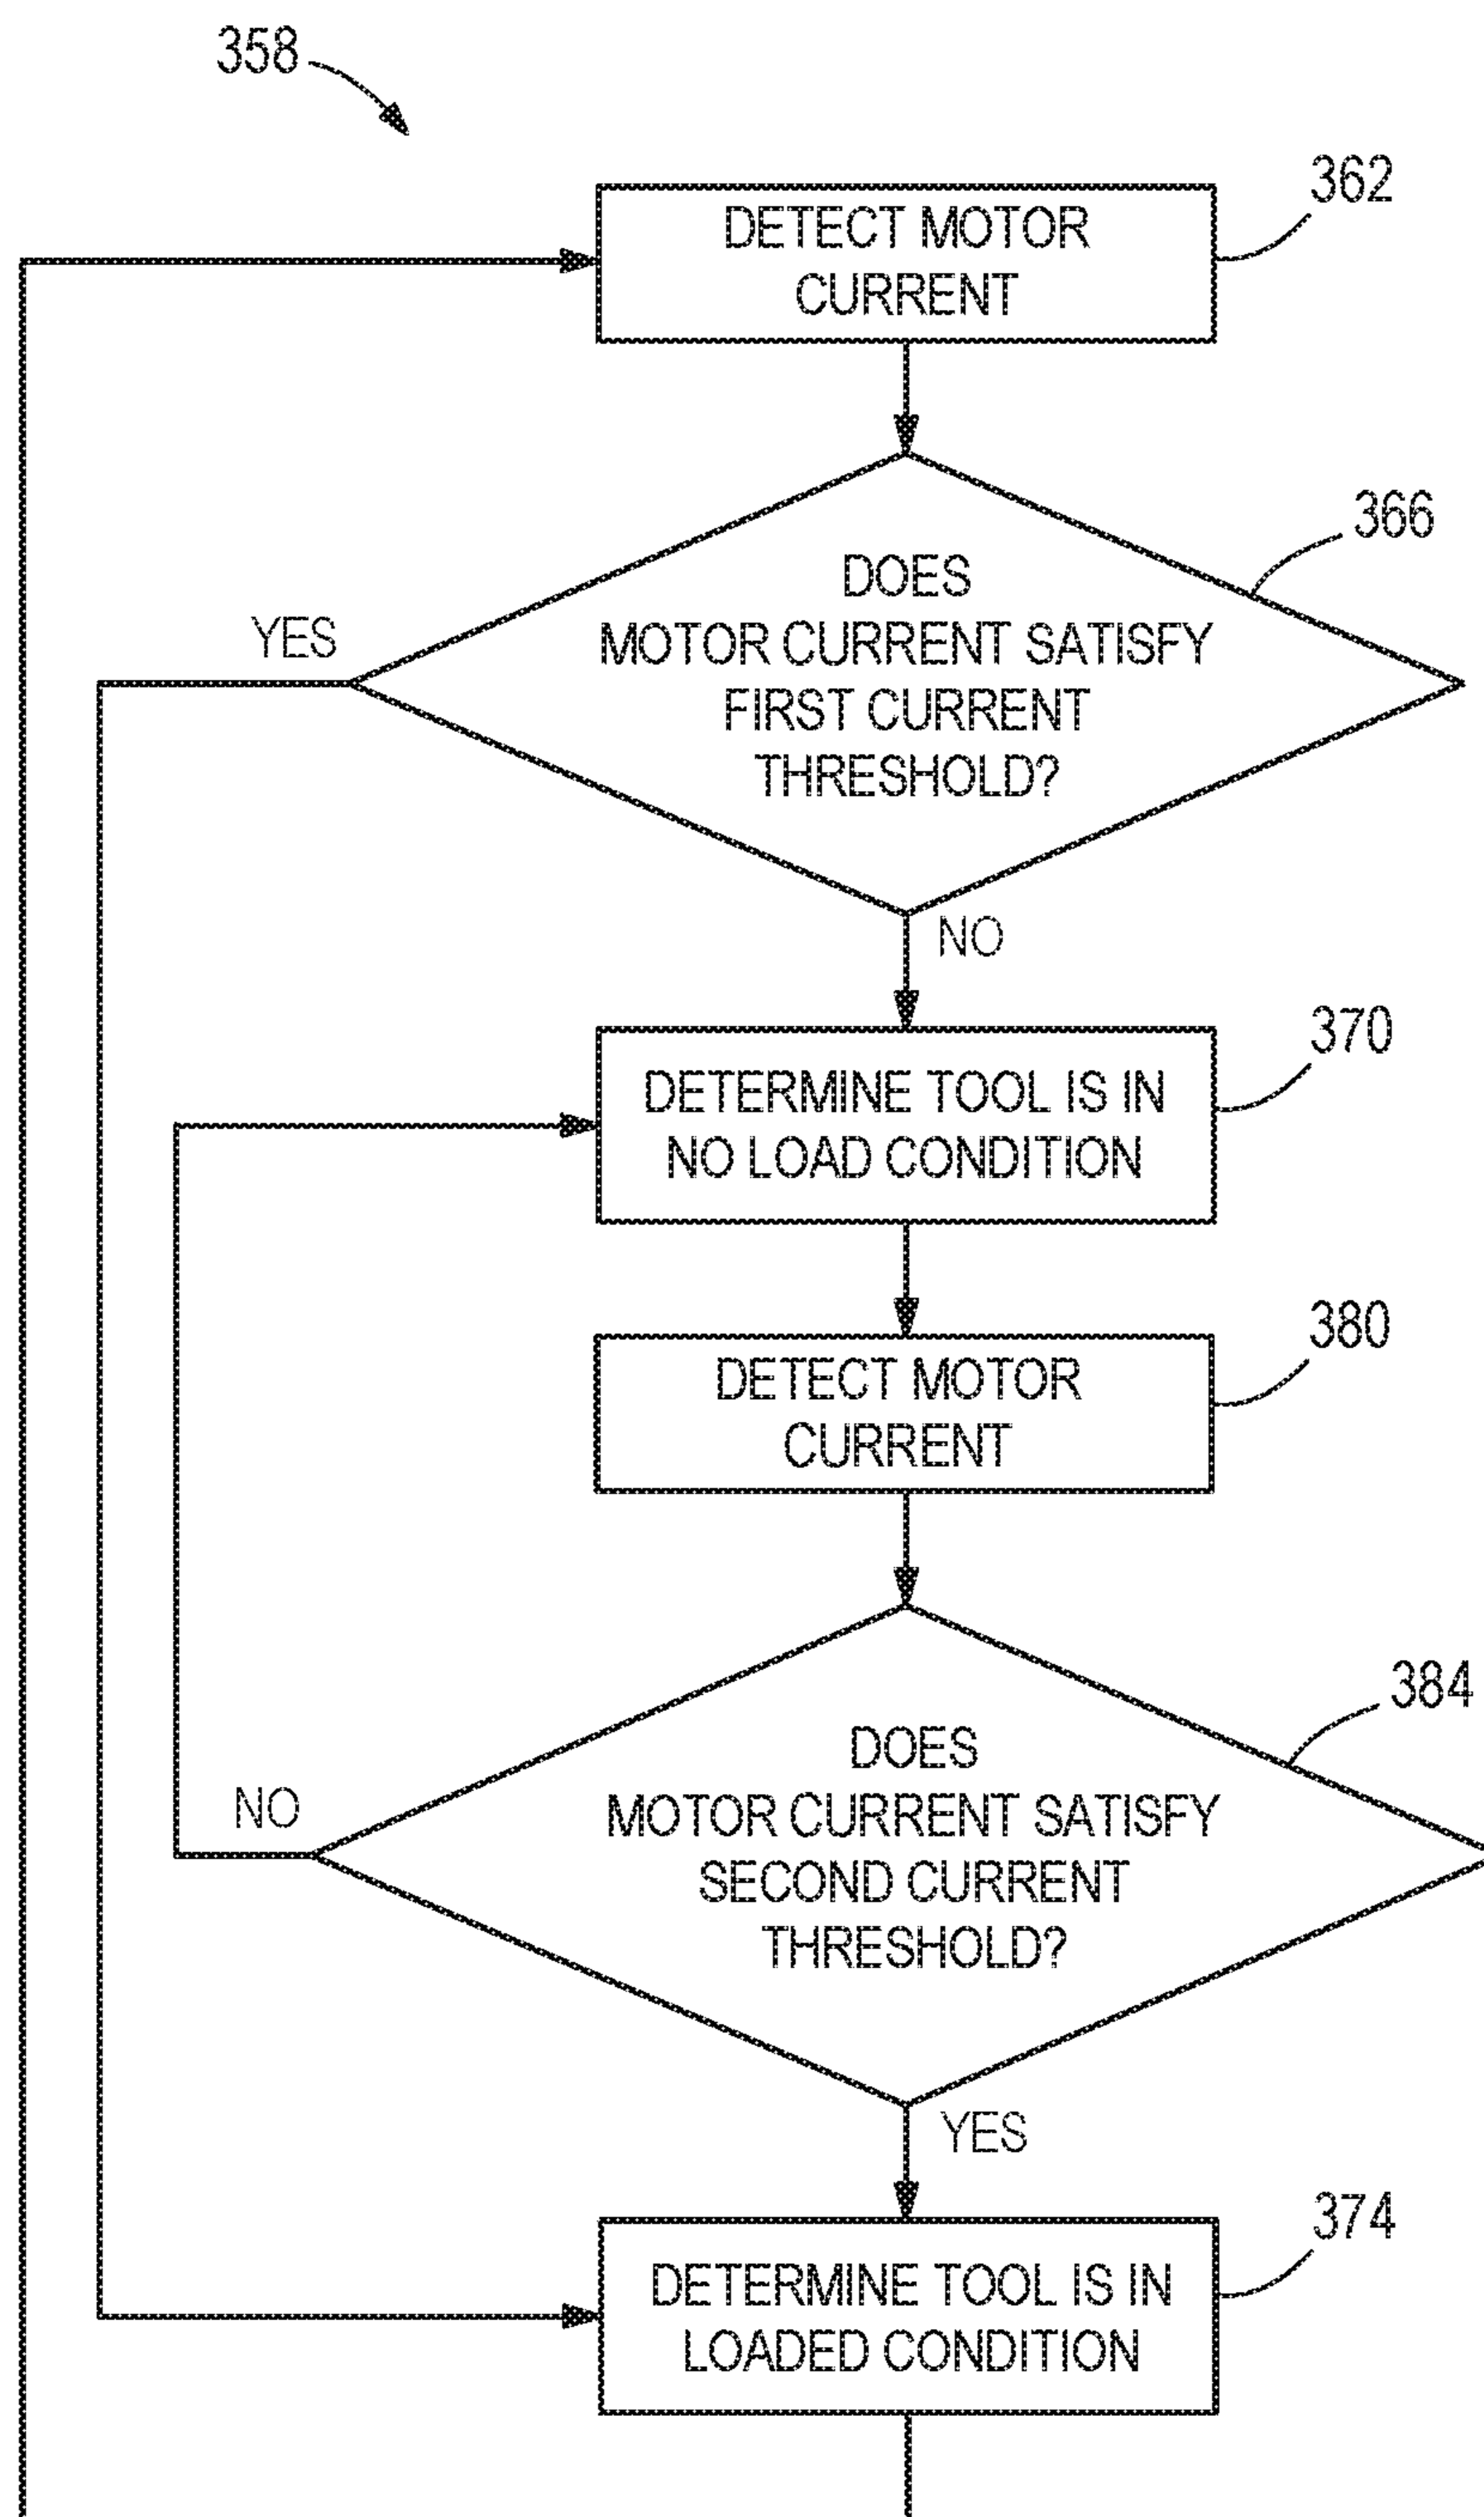 358
362
DETECT MOTOR
CURRENT
366
DOES
MOTOR CURRENT SATISFY
FIRST CURRENT
THRESHOLD?
YES
NO
370
DETERMINE TOOL IS IN
NO LOAD CONDITION
380
DETECT MOTOR
CURRENT
384
DOES
MOTOR CURRENT SATISFY
SECOND CURRENT
THRESHOLD?
NO
YES
374
DETERMINE TOOL IS IN
LOADED CONDITION